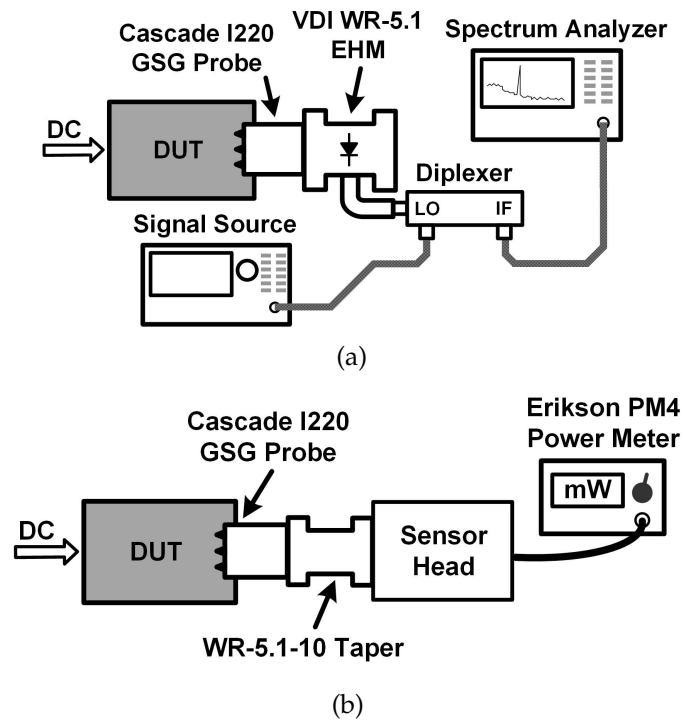 Cascade I220
GSG Probe
VDI WR-5.1
EHM
Spectrum Analyzer
DC
DUT
Diplexer
LO
IF
Signal Source
(a)
Cascade I220
GSG Probe
Erikson PM4
Power Meter
mW
DC
DUT
Sensor
Head
WR-5.1-10 Taper
(b)